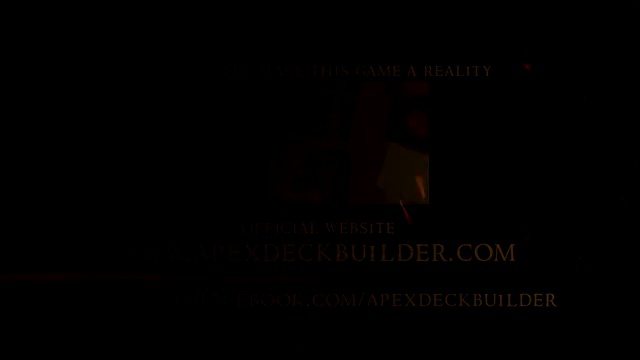 THIS GAME A REALITY
OFFICIAL WEBSITE
APEXDECKBUILDER.COM
BOOK.COM/APEXDECKBUILDER